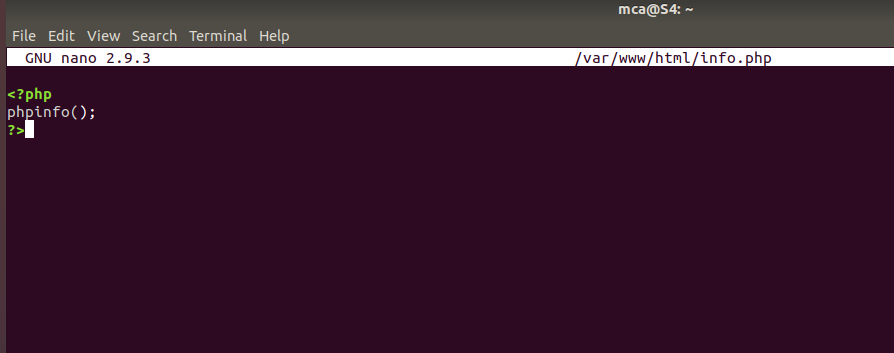 mca@S4: ~
File Edit View Search Terminal Help
GNU nano 2.9.3 /var/www/html/info.php
<?php
phpinfo();
?>